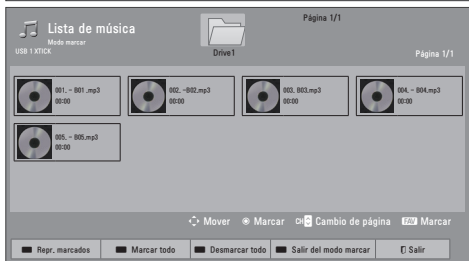 Página 1/1
Lista de música
Modo marcar
USB 1 XTICK
Drive1
Página 1/1
001. - B01 .mp3
00:00
002. -B02.mp3
00:00
003. B03.mp3
00:00
004. - B04.mp3
00:00
005. - B05.mp3
00:00
Mover
Marcar
CH Cambio de página
FAV Marcar
Repr. marcados
Marcar todo
Desmarcar todo
Salir del modo marcar
Salir